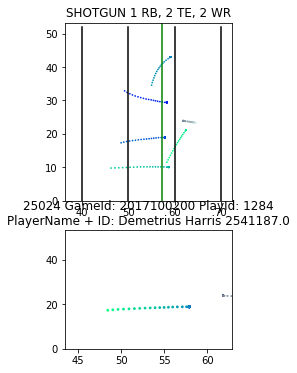 SHOTGUN 1 RB, 2 TE, 2 WR
50
40
30
20
10
0
40 50 60 70
25024 GameId: 2017100200 PlayId: 1284
PlayerName + ID: Demetrius Harris 2541187.0
40
20
0
45 50 55 60